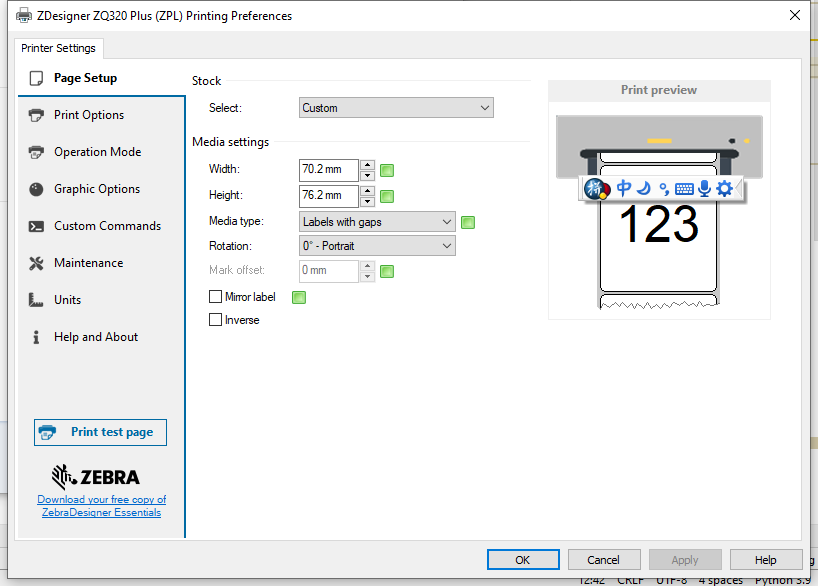 ZDesigner ZQ320 Plus (ZPL) Printing Preferences
Printer Settings
Page Setup
Print Options
Operation Mode
Graphic Options
Custom Commands
Maintenance
Units
Help and About
Print test page
ZEBRA
Download your free copy of
ZebraDesigner Essentials
Stock
Select: Custom
Media settings
Width: 70.2 mm
Height: 76.2 mm
Media type: Labels with gaps
Rotation: 0° - Portrait
Mark offset: 0 mm
Mirror label
Inverse
Print preview
拼 中
123
OK Cancel Apply Help
12:42 CRLF UTF-8 4 spaces Python 3.9